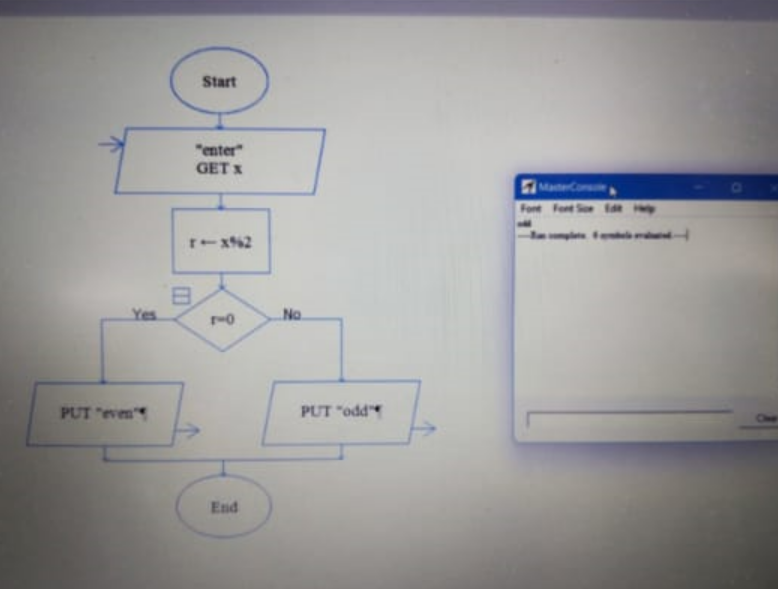 Start
"enter"
GET x
r ← x%2
r=0
Yes
No
PUT "even"¶
PUT "odd"¶
End
MasterConsole
Font Font Size Edit Help
odd
----Run complete. 6 symbols evaluated.----
Clear